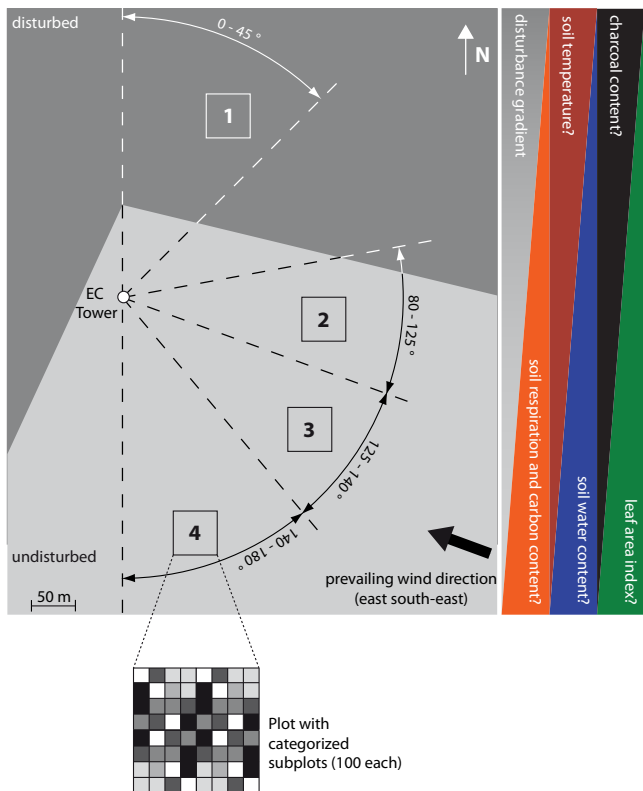 disturbed
0 - 45 °
N
1
EC
Tower
2
80 - 125 °
3
125 - 140 °
4
140 - 180 °
undisturbed
50 m
prevailing wind direction
(east south-east)
disturbance gradient
soil respiration and carbon content?
soil temperature?
soil water content?
charcoal content?
leaf area index?
Plot with
categorized
subplots (100 each)